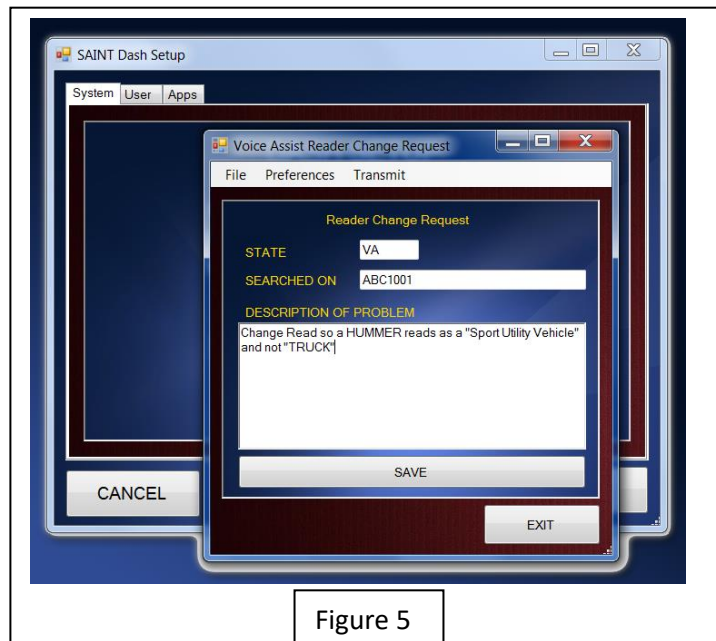 SAINT Dash Setup
System User Apps
Voice Assist Reader Change Request
File Preferences Transmit
Reader Change Request
STATE VA
SEARCHED ON ABC1001
DESCRIPTION OF PROBLEM
Change Read so a HUMMER reads as a "Sport Utility Vehicle"
and not "TRUCK"
SAVE
CANCEL
EXIT
Figure 5